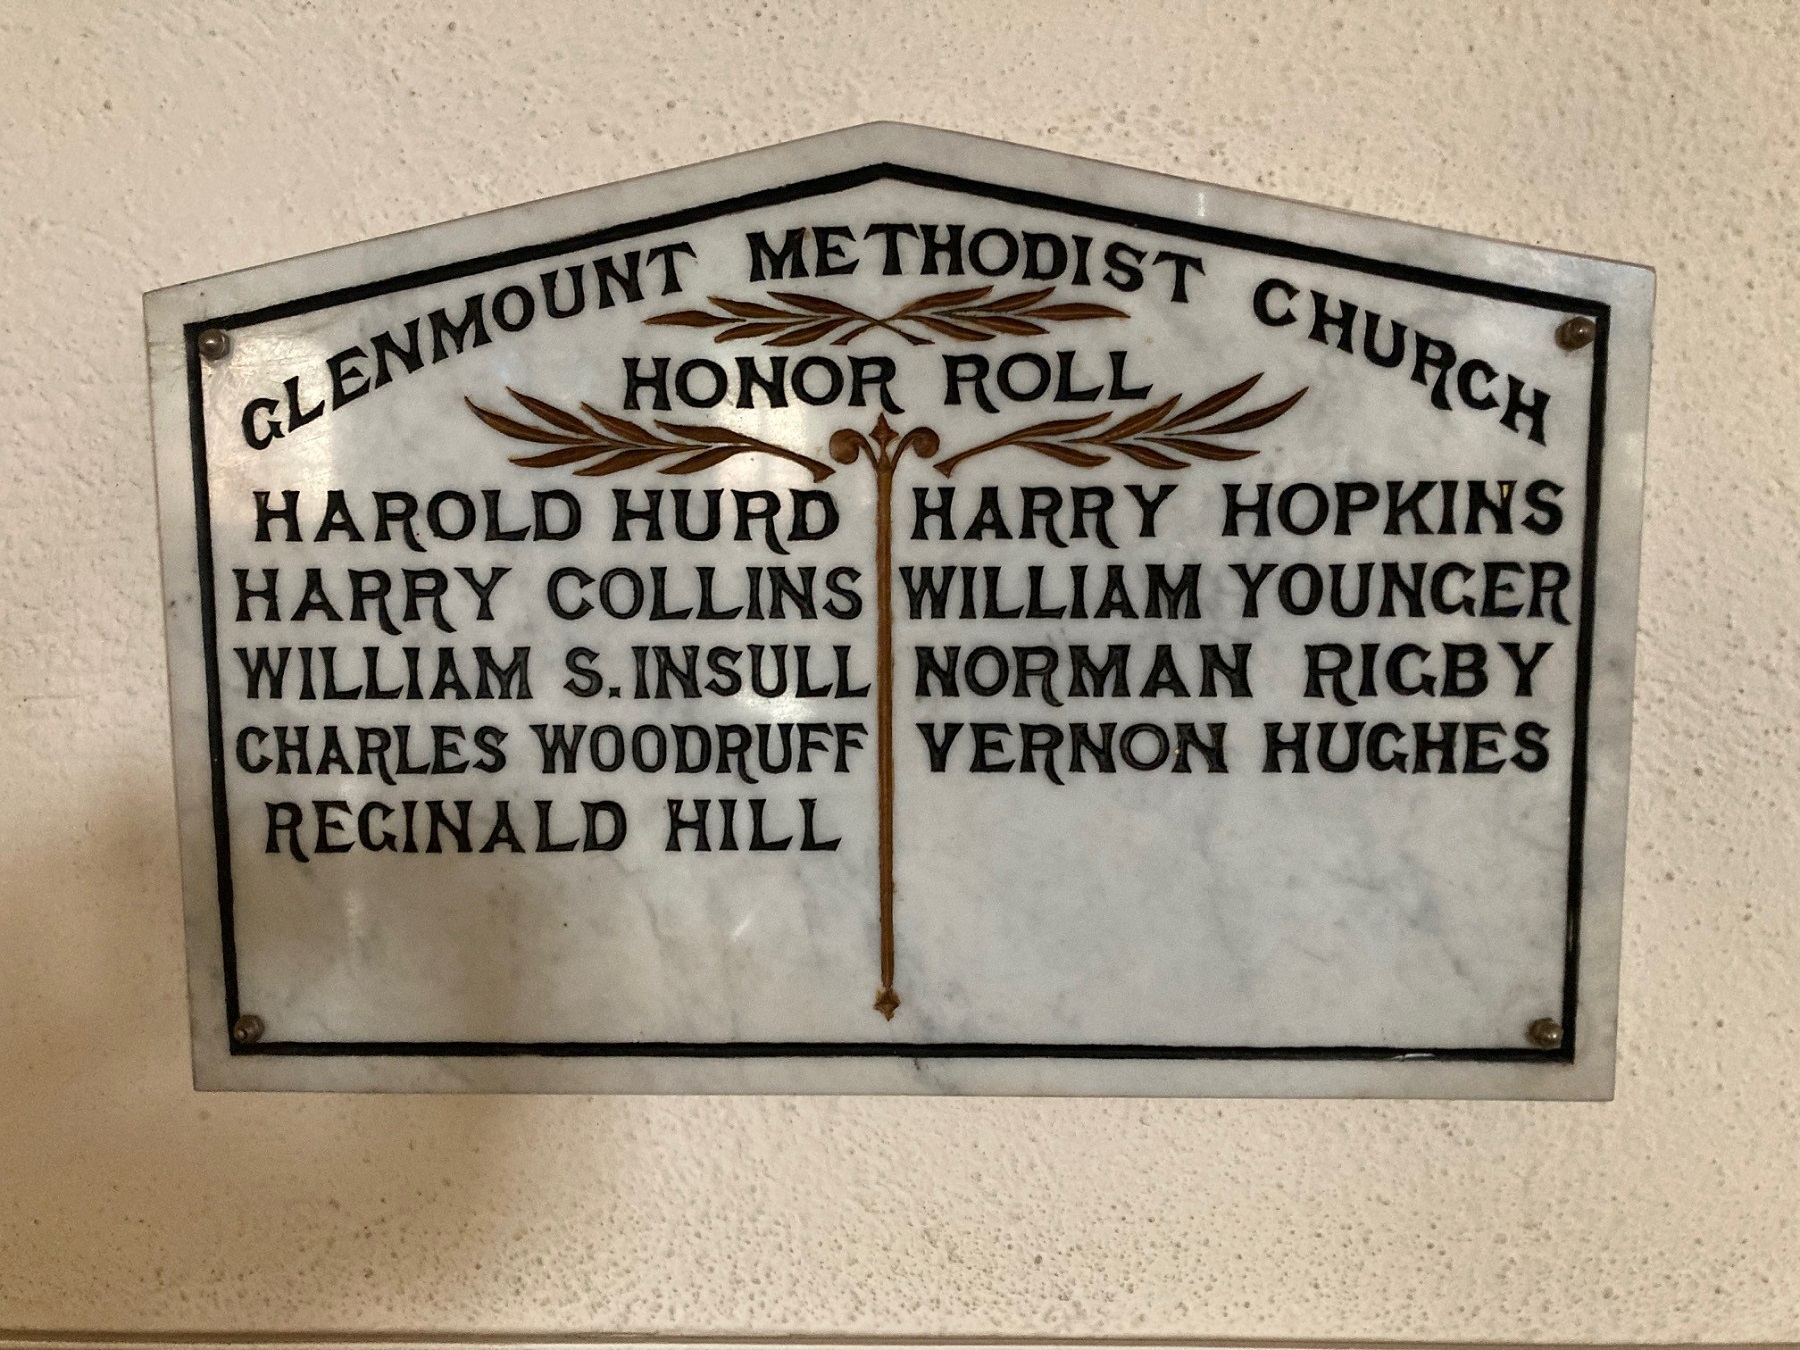 GLENMOUNT METHODIST CHURCH
HONOR ROLL
HAROLD HURD
HARRY COLLINS
WILLIAM S. INSULL
CHARLES WOODRUFF
REGINALD HILL
HARRY HOPKINS
WILLIAM YOUNGER
NORMAN RIGBY
VERNON HUGHES